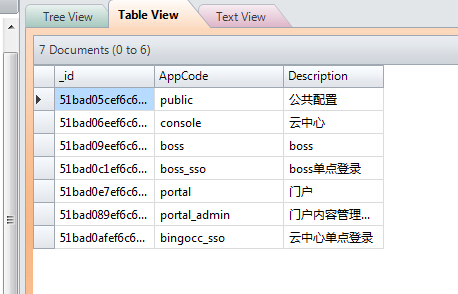 Tree View Table View Text View
7 Documents (0 to 6)
_id AppCode Description
51bad05cef6c6... public 公共配置
51bad06eef6c6... console 云中心
51bad09eef6c6... boss boss
51bad0c1ef6c6... boss_sso boss单点登录
51bad0e7ef6c6... portal 门户
51bad089ef6c6... portal_admin 门户内容管理...
51bad0afef6c6... bingocc_sso 云中心单点登录